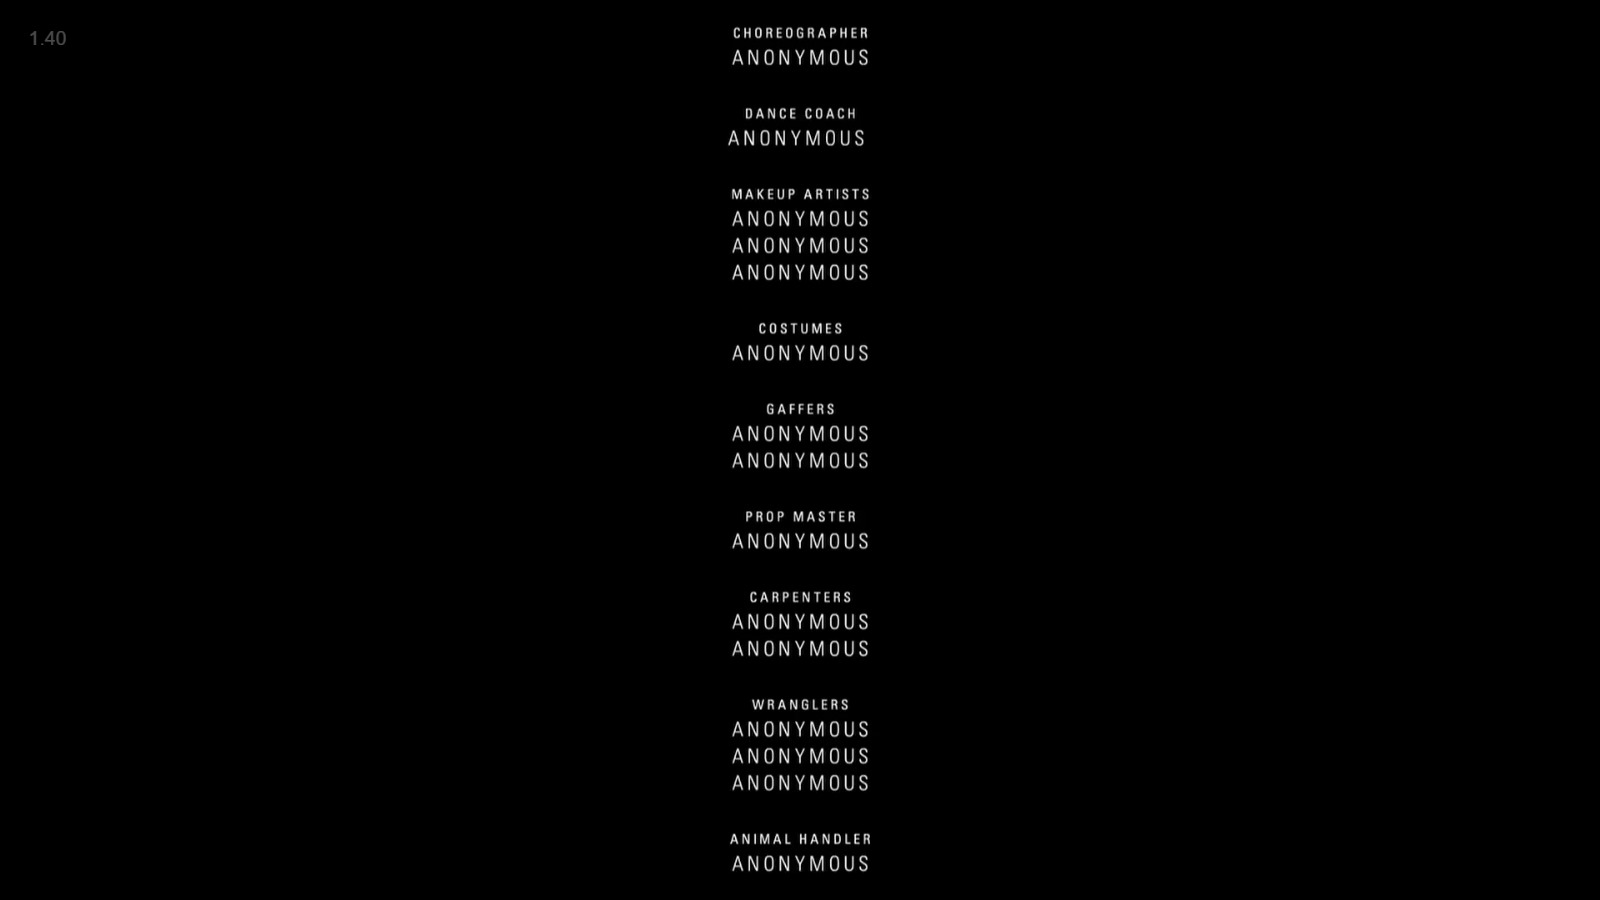 1.40
CHOREOGRAPHER
ANONYMOUS
DANCE COACH
ANONYMOUS
MAKEUP ARTISTS
ANONYMOUS
ANONYMOUS
ANONYMOUS
COSTUMES
ANONYMOUS
GAFFERS
ANONYMOUS
ANONYMOUS
PROP MASTER
ANONYMOUS
CARPENTERS
ANONYMOUS
ANONYMOUS
WRANGLERS
ANONYMOUS
ANONYMOUS
ANONYMOUS
ANIMAL HANDLER
ANONYMOUS